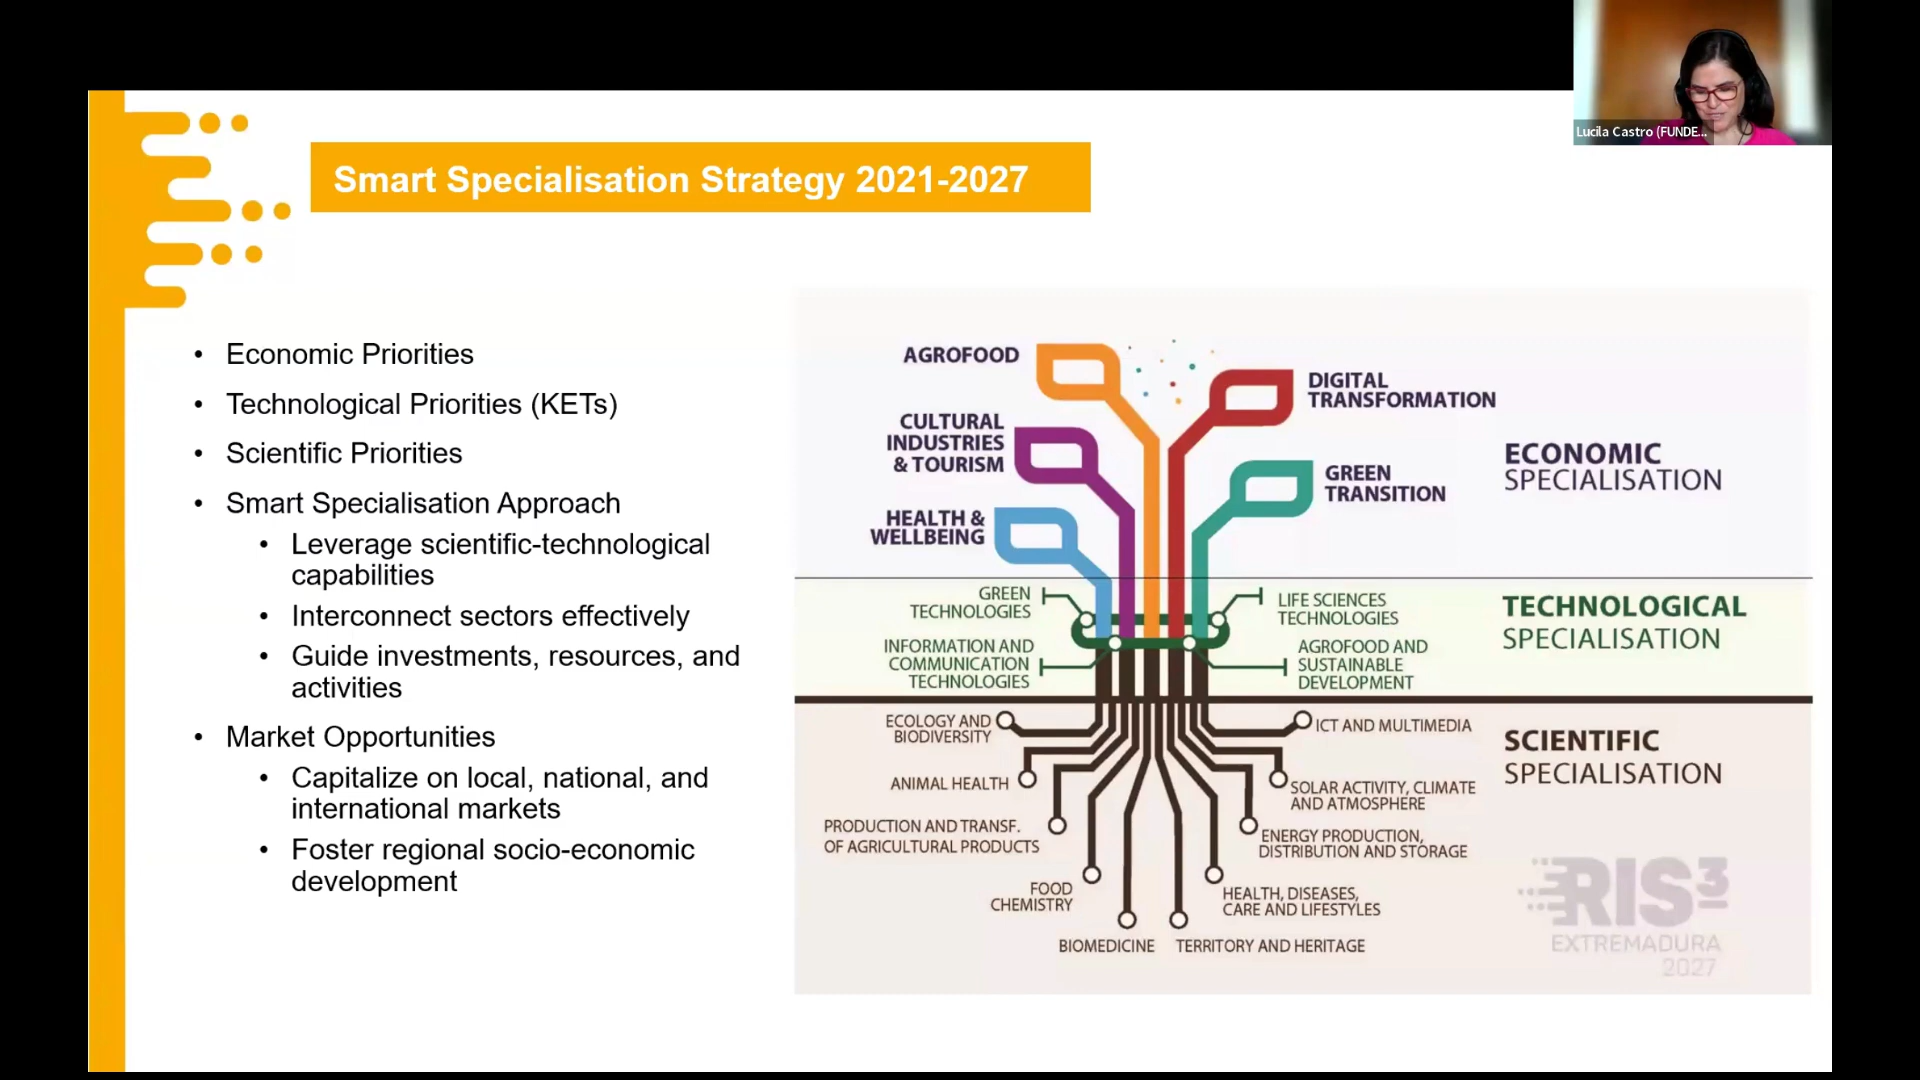 Lucila Castro (FUNDE...
Smart Specialisation Strategy 2021-2027
• Economic Priorities
• Technological Priorities (KETs)
• Scientific Priorities
• Smart Specialisation Approach
• Leverage scientific-technological
capabilities
• Interconnect sectors effectively
• Guide investments, resources, and
activities
• Market Opportunities
• Capitalize on local, national, and
international markets
• Foster regional socio-economic
development
AGROFOOD
CULTURAL
INDUSTRIES
& TOURISM
HEALTH &
WELLBEING
DIGITAL
TRANSFORMATION
GREEN
TRANSITION
ECONOMIC
SPECIALISATION
GREEN
TECHNOLOGIES
INFORMATION AND
COMMUNICATION
TECHNOLOGIES
LIFE SCIENCES
TECHNOLOGIES
AGROFOOD AND
SUSTAINABLE
DEVELOPMENT
TECHNOLOGICAL
SPECIALISATION
ECOLOGY AND
BIODIVERSITY
ANIMAL HEALTH
PRODUCTION AND TRANSF.
OF AGRICULTURAL PRODUCTS
FOOD
CHEMISTRY
BIOMEDICINE
TERRITORY AND HERITAGE
HEALTH, DISEASES,
CARE AND LIFESTYLES
ENERGY PRODUCTION,
DISTRIBUTION AND STORAGE
SOLAR ACTIVITY, CLIMATE
AND ATMOSPHERE
ICT AND MULTIMEDIA
SCIENTIFIC
SPECIALISATION
RIS3
EXTREMADURA
2027